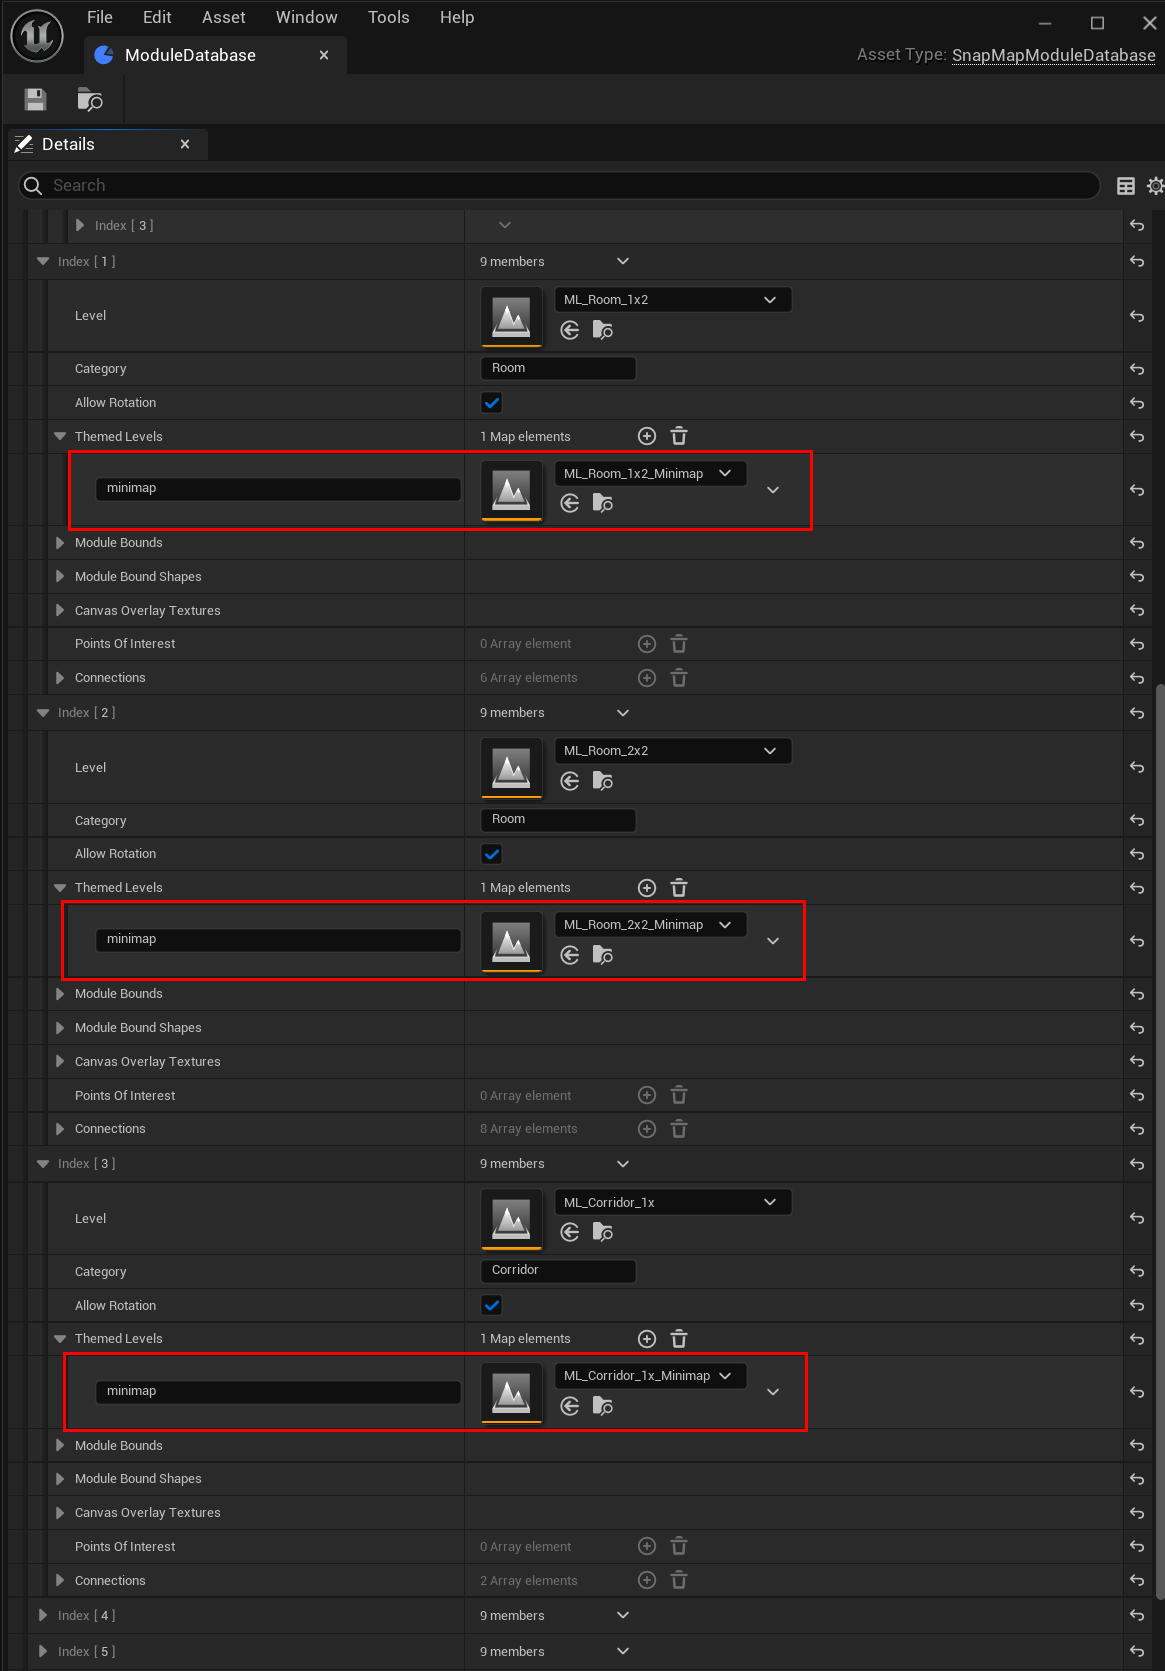 File Edit Asset Window Tools Help
ModuleDatabase
Asset Type: SnapMapModuleDatabase
Details
Search
Index [ 3 ]
Index [ 1 ] 9 members
Level ML_Room_1x2
Category Room
Allow Rotation
Themed Levels 1 Map elements
minimap ML_Room_1x2_Minimap
Module Bounds
Module Bound Shapes
Canvas Overlay Textures
Points Of Interest 0 Array element
Connections 6 Array elements
Index [ 2 ] 9 members
Level ML_Room_2x2
Category Room
Allow Rotation
Themed Levels 1 Map elements
minimap ML_Room_2x2_Minimap
Module Bounds
Module Bound Shapes
Canvas Overlay Textures
Points Of Interest 0 Array element
Connections 8 Array elements
Index [ 3 ] 9 members
Level ML_Corridor_1x
Category Corridor
Allow Rotation
Themed Levels 1 Map elements
minimap ML_Corridor_1x_Minimap
Module Bounds
Module Bound Shapes
Canvas Overlay Textures
Points Of Interest 0 Array element
Connections 2 Array elements
Index [ 4 ] 9 members
Index [ 5 ] 9 members